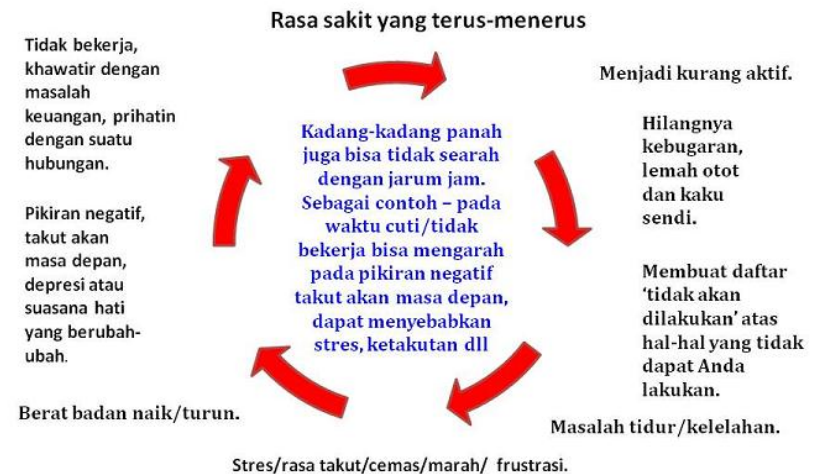 Rasa sakit yang terus-menerus
Menjadi kurang aktif.
Hilangnya
kebugaran,
lemah otot
dan kaku
sendi.
Membuat daftar
‘tidak akan
dilakukan’ atas
hal-hal yang tidak
dapat Anda
lakukan.
Masalah tidur/kelelahan.
Stres/rasa takut/cemas/marah/ frustrasi.
Berat badan naik/turun.
Pikiran negatif,
takut akan
masa depan,
depresi atau
suasana hati
yang berubah-
ubah.
Tidak bekerja,
khawatir dengan
masalah
keuangan, prihatin
dengan suatu
hubungan.
Kadang-kadang panah
juga bisa tidak searah
dengan jarum jam.
Sebagai contoh – pada
waktu cuti/tidak
bekerja bisa mengarah
pada pikiran negatif
takut akan masa depan,
dapat menyebabkan
stres, ketakutan dll